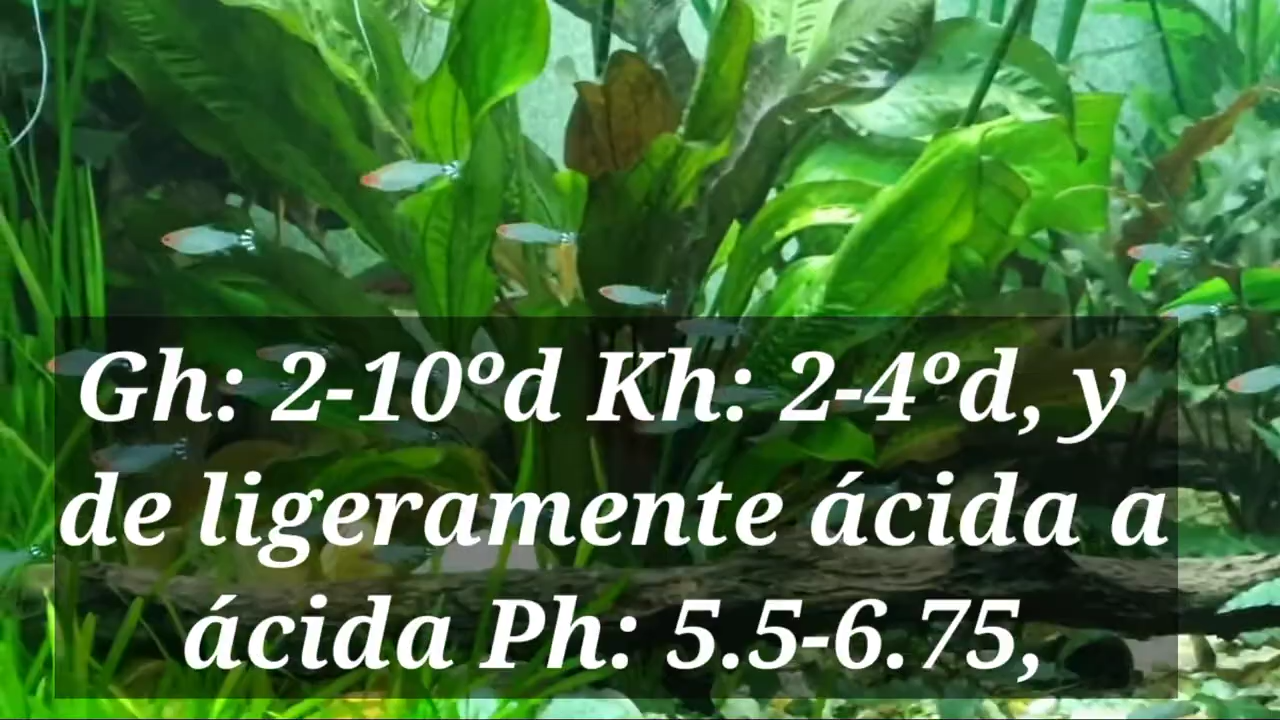 Gh: 2-10ºd Kh: 2-4ºd, y
de ligeramente ácida a
ácida Ph: 5.5-6.75,